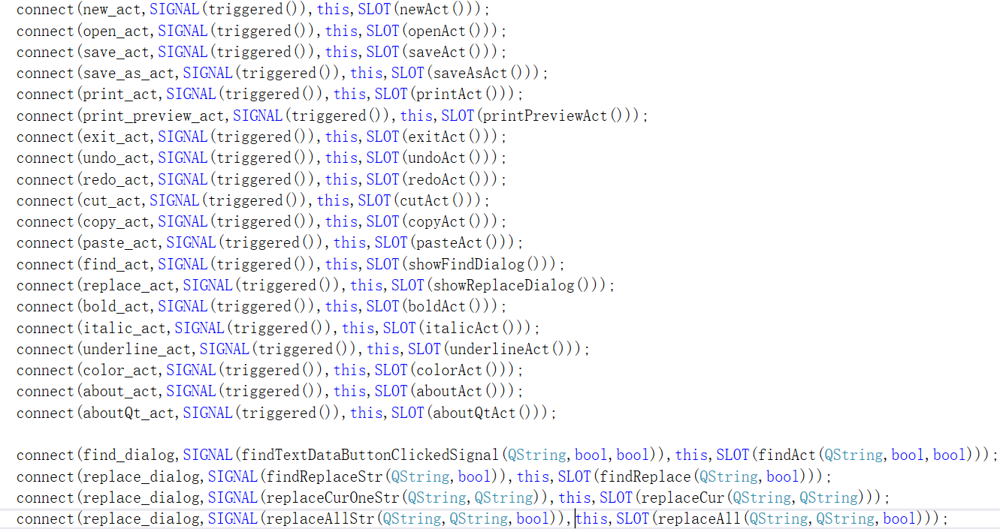 connect(new_act,SIGNAL(triggered()),this,SLOT(newAct()));
connect(open_act,SIGNAL(triggered()),this,SLOT(openAct()));
connect(save_act,SIGNAL(triggered()),this,SLOT(saveAct()));
connect(save_as_act,SIGNAL(triggered()),this,SLOT(saveAsAct()));
connect(print_act,SIGNAL(triggered()),this,SLOT(printAct()));
connect(print_preview_act,SIGNAL(triggered()),this,SLOT(printPreviewAct()));
connect(exit_act,SIGNAL(triggered()),this,SLOT(exitAct()));
connect(undo_act,SIGNAL(triggered()),this,SLOT(undoAct()));
connect(redo_act,SIGNAL(triggered()),this,SLOT(redoAct()));
connect(cut_act,SIGNAL(triggered()),this,SLOT(cutAct()));
connect(copy_act,SIGNAL(triggered()),this,SLOT(copyAct()));
connect(paste_act,SIGNAL(triggered()),this,SLOT(pasteAct()));
connect(find_act,SIGNAL(triggered()),this,SLOT(showFindDialog()));
connect(replace_act,SIGNAL(triggered()),this,SLOT(showReplaceDialog()));
connect(bold_act,SIGNAL(triggered()),this,SLOT(boldAct()));
connect(italic_act,SIGNAL(triggered()),this,SLOT(italicAct()));
connect(underline_act,SIGNAL(triggered()),this,SLOT(underlineAct()));
connect(color_act,SIGNAL(triggered()),this,SLOT(colorAct()));
connect(about_act,SIGNAL(triggered()),this,SLOT(aboutAct()));
connect(aboutQt_act,SIGNAL(triggered()),this,SLOT(aboutQtAct()));
connect(find_dialog,SIGNAL(findTextDataButtonClickedSignal(QString,bool,bool)),this,SLOT(findAct(QString,bool,bool)));
connect(replace_dialog,SIGNAL(findReplaceStr(QString,bool)),this,SLOT(findReplace(QString,bool)));
connect(replace_dialog,SIGNAL(replaceCurOneStr(QString,QString)),this,SLOT(replaceCur(QString,QString)));
connect(replace_dialog,SIGNAL(replaceAllStr(QString,QString,bool)),this,SLOT(replaceAll(QString,QString,bool)));